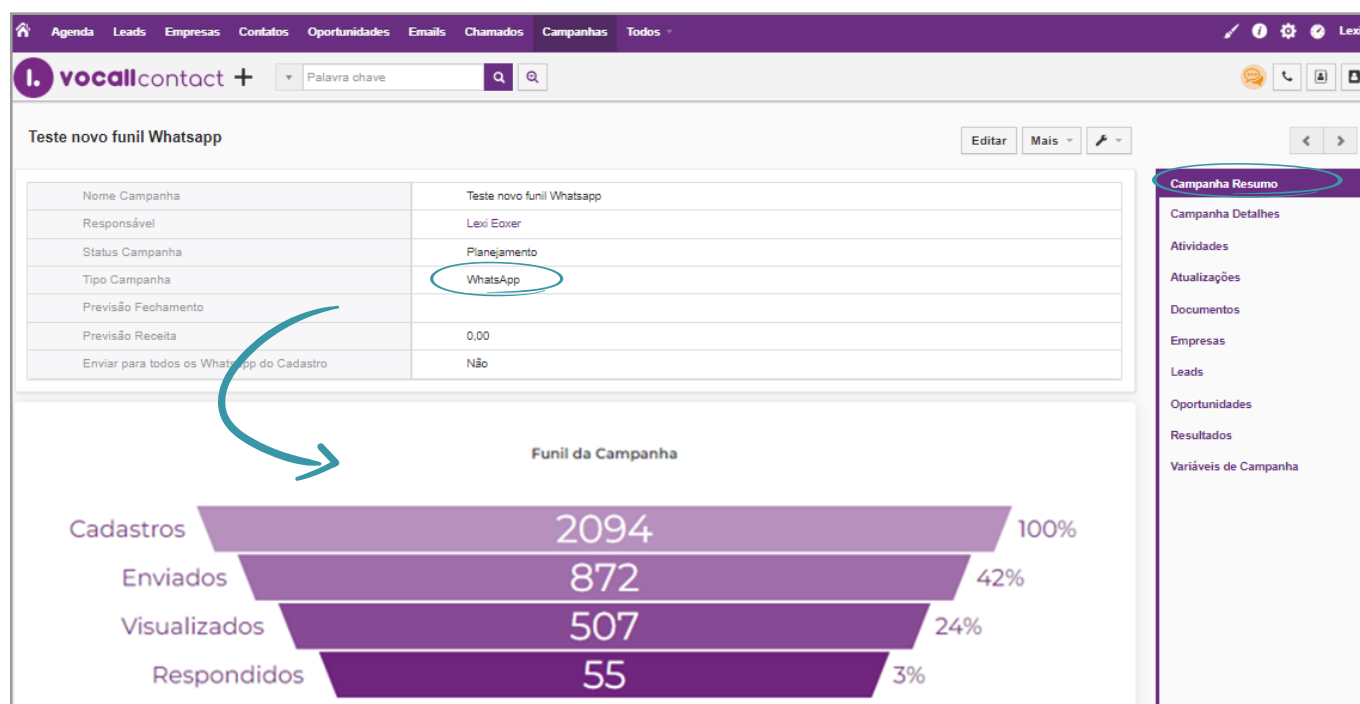 Agenda Leads Empresas Contatos Oportunidades Emails Chamados Campanhas Todos
Lexi
vocallcontact
Palavra chave
Teste novo funil Whatsapp
Editar Mais
Nome Campanha Teste novo funil Whatsapp
Responsável Lexi Eoxer
Status Campanha Planejamento
Tipo Campanha WhatsApp
Previsão Fechamento
Previsão Receita 0,00
Enviar para todos os Whatsapp do Cadastro Não
Campanha Resumo
Campanha Detalhes
Atividades
Atualizações
Documentos
Empresas
Leads
Oportunidades
Resultados
Variáveis de Campanha
Funil da Campanha
Cadastros 2094 100%
Enviados 872 42%
Visualizados 507 24%
Respondidos 55 3%